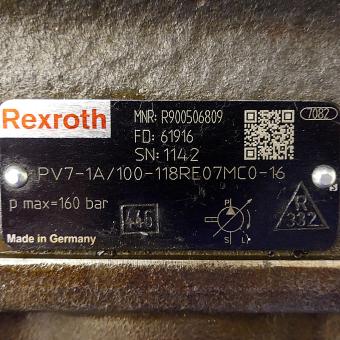 Rexroth
MNR: R900506809
7082
FD: 61916
SN: 1142
PV7-1A/100-118RE07MC0-16
p max=160 bar
446
P
S L
R
332
Made in Germany